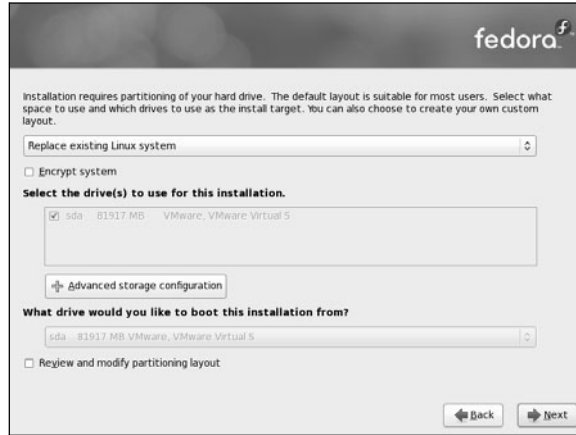 fedora
Installation requires partitioning of your hard drive. The default layout is suitable for most users. Select what
space to use and which drives to use as the install target. You can also choose to create your own custom
layout.
Replace existing Linux system
Encrypt system
Select the drive(s) to use for this installation.
sda 81917 MB VMware, VMware Virtual S
Advanced storage configuration
What drive would you like to boot this installation from?
sda 81917 MB VMware, VMware Virtual S
Review and modify partitioning layout
Back Next